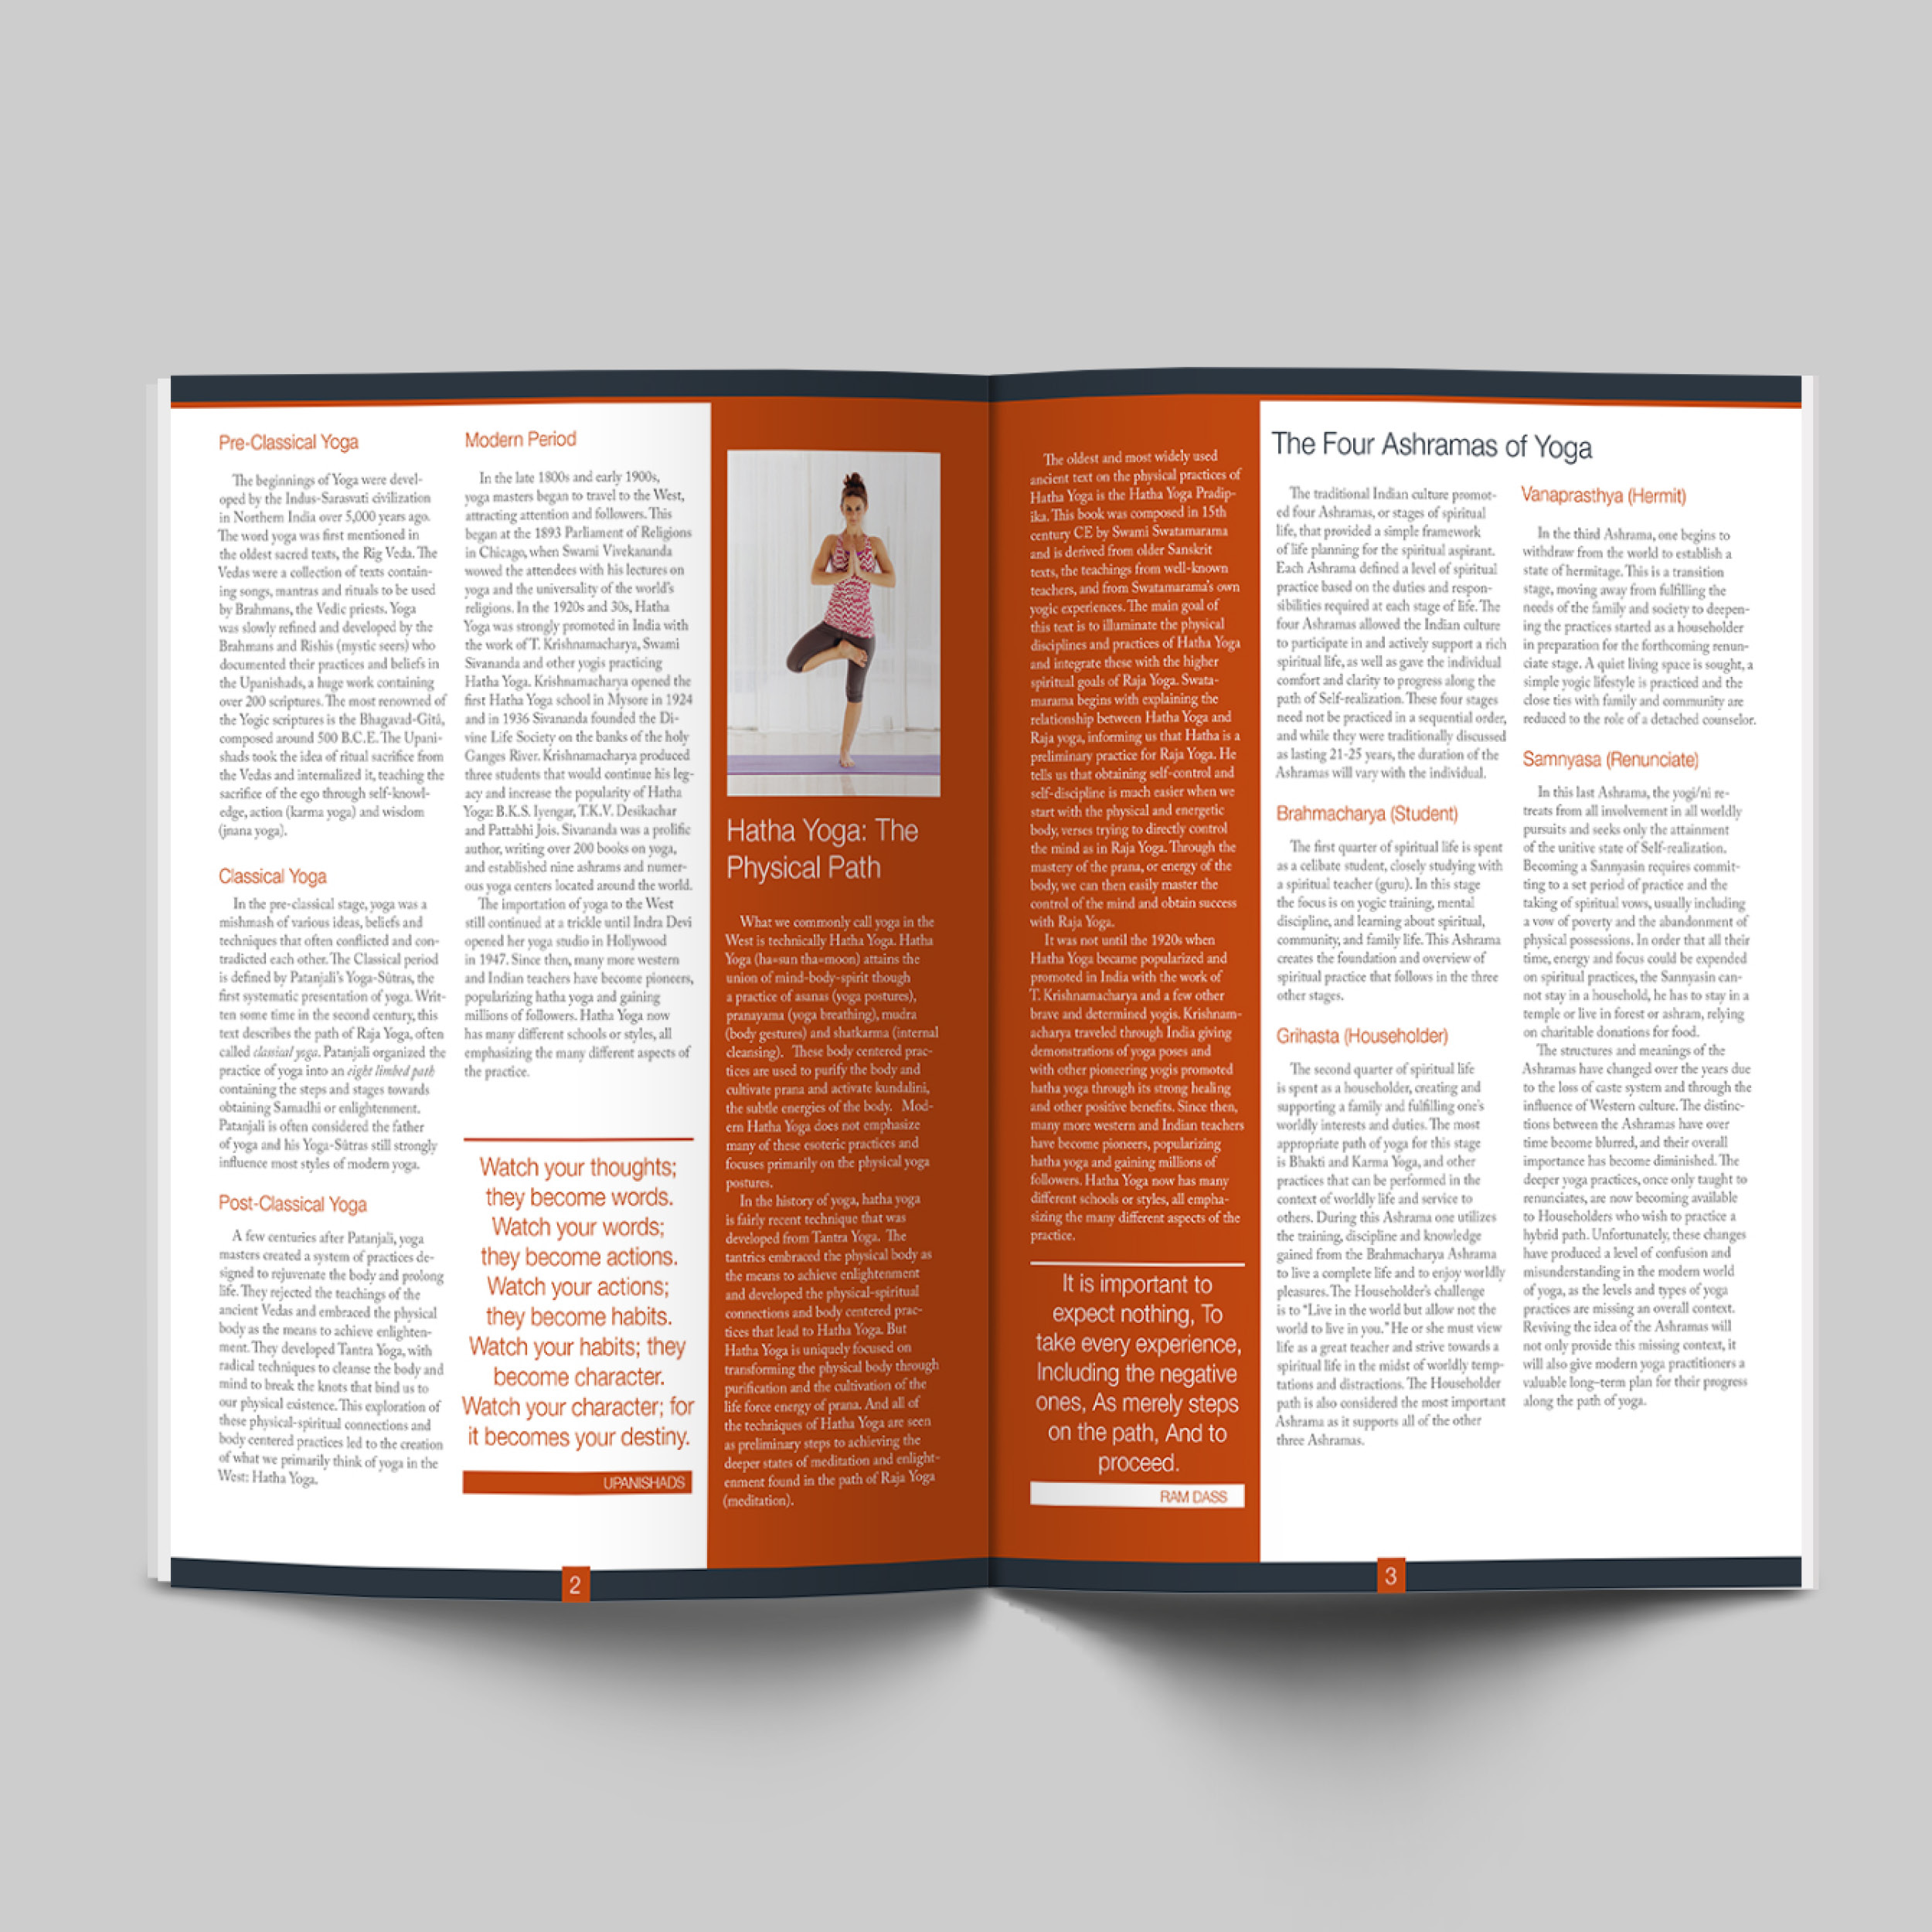 Pre-Classical Yoga
The beginnings of Yoga were devel-
oped by the Indus-Sarasvati civilization
in Northern India over 5,000 years ago.
The word yoga was first mentioned in
the oldest sacred texts, the Rig Veda. The
Vedas were a collection of texts contain-
ing songs, mantras and rituals to be used
by Brahmans, the Vedic priests. Yoga
was slowly refined and developed by the
Brahmans and Rishis (mystic seers) who
documented their practices and beliefs in
the Upanishads, a huge work containing
over 200 scriptures. The most renowned of
the Yogic scriptures is the Bhagavad-Gîtâ,
composed around 500 B.C.E. The Upani-
shads took the idea of ritual sacrifice from
the Vedas and internalized it, teaching the
sacrifice of the ego through self-knowl-
edge, action (karma yoga) and wisdom
(jnana yoga).
Classical Yoga
In the pre-classical stage, yoga was a
mishmash of various ideas, beliefs and
techniques that often conflicted and con-
tradicted each other. The Classical period
is defined by Patanjali's Yoga-Sûtras, the
first systematic presentation of yoga. Writ-
ten some time in the second century, this
text describes the path of Raja Yoga, often
called classical yoga. Patanjali organized the
practice of yoga into an eight limbed path
containing the steps and stages towards
obtaining Samadhi or enlightenment.
Patanjali is often considered the father
of yoga and his Yoga-Sûtras still strongly
influence most styles of modern yoga.
Post-Classical Yoga
A few centuries after Patanjali, yoga
masters created a system of practices de-
signed to rejuvenate the body and prolong
life. They rejected the teachings of the
ancient Vedas and embraced the physical
body as the means to achieve enlighten-
ment. They developed Tantra Yoga, with
radical techniques to cleanse the body and
mind to break the knots that bind us to
our physical existence. This exploration of
these physical-spiritual connections and
body centered practices led to the creation
of what we primarily think of yoga in the
West: Hatha Yoga.
Modern Period
In the late 1800s and early 1900s,
yoga masters began to travel to the West,
attracting attention and followers. This
began at the 1893 Parliament of Religions
in Chicago, when Swami Vivekananda
wowed the attendees with his lectures on
yoga and the universality of the world's
religions. In the 1920s and 30s, Hatha
Yoga was strongly promoted in India with
the work of T. Krishnamacharya, Swami
Sivananda and other yogis practicing
Hatha Yoga. Krishnamacharya opened the
first Hatha Yoga school in Mysore in 1924
and in 1936 Sivananda founded the Di-
vine Life Society on the banks of the holy
Ganges River. Krishnamacharya produced
three students that would continue his leg-
acy and increase the popularity of Hatha
Yoga: B.K.S. Iyengar, T.K.V. Desikachar
and Pattabhi Jois. Sivananda was a prolific
author, writing over 200 books on yoga,
and established nine ashrams and numer-
ous yoga centers located around the world.
The importation of yoga to the West
still continued at a trickle until Indra Devi
opened her yoga studio in Hollywood
in 1947. Since then, many more western
and Indian teachers have become pioneers,
popularizing hatha yoga and gaining
millions of followers. Hatha Yoga now
has many different schools or styles, all
emphasizing the many different aspects of
the practice.
Watch your thoughts;
they become words.
Watch your words;
they become actions.
Watch your actions;
they become habits.
Watch your habits; they
become character.
Watch your character; for
it becomes your destiny.
UPANISHADS
2
Hatha Yoga: The
Physical Path
What we commonly call yoga in the
West is technically Hatha Yoga. Hatha
Yoga (ha=sun tha=moon) attains the
union of mind-body-spirit though
a practice of asanas (yoga postures),
pranayama (yoga breathing), mudra
(body gestures) and shatkarma (internal
cleansing). These body centered prac-
tices are used to purify the body and
cultivate prana and activate kundalini,
the subtle energies of the body. Mod-
ern Hatha Yoga does not emphasize
many of these esoteric practices and
focuses primarily on the physical yoga
postures.
In the history of yoga, hatha yoga
is fairly recent technique that was
developed from Tantra Yoga. The
tantrics embraced the physical body as
the means to achieve enlightenment
and developed the physical-spiritual
connections and body centered prac-
tices that lead to Hatha Yoga. But
Hatha Yoga is uniquely focused on
transforming the physical body through
purification and the cultivation of the
life force energy of prana. And all of
the techniques of Hatha Yoga are seen
as preliminary steps to achieving the
deeper states of meditation and enlight-
enment found in the path of Raja Yoga
(meditation).
The oldest and most widely used
ancient text on the physical practices of
Hatha Yoga is the Hatha Yoga Pradip-
ika. This book was composed in 15th
century CE by Swami Swatamarama
and is derived from older Sanskrit
texts, the teachings from well-known
teachers, and from Swatamarama's own
yogic experiences. The main goal of
this text is to illuminate the physical
disciplines and practices of Hatha Yoga
and integrate these with the higher
spiritual goals of Raja Yoga. Swata-
marama begins with explaining the
relationship between Hatha Yoga and
Raja yoga, informing us that Hatha is a
preliminary practice for Raja Yoga. He
tells us that obtaining self-control and
self-discipline is much easier when we
start with the physical and energetic
body, verses trying to directly control
the mind as in Raja Yoga. Through the
mastery of the prana, or energy of the
body, we can then easily master the
control of the mind and obtain success
with Raja Yoga.
It was not until the 1920s when
Hatha Yoga became popularized and
promoted in India with the work of
T. Krishnamacharya and a few other
brave and determined yogis. Krishnam-
acharya traveled through India giving
demonstrations of yoga poses and
with other pioneering yogis promoted
hatha yoga through its strong healing
and other positive benefits. Since then,
many more western and Indian teachers
have become pioneers, popularizing
hatha yoga and gaining millions of
followers. Hatha Yoga now has many
different schools or styles, all empha-
sizing the many different aspects of the
practice.
It is important to
expect nothing, To
take every experience,
Including the negative
ones, As merely steps
on the path, And to
proceed.
RAM DASS
The Four Ashramas of Yoga
The traditional Indian culture promot-
ed four Ashramas, or stages of spiritual
life, that provided a simple framework
of life planning for the spiritual aspirant.
Each Ashrama defined a level of spiritual
practice based on the duties and respon-
sibilities required at each stage of life. The
four Ashramas allowed the Indian culture
to participate in and actively support a rich
spiritual life, as well as gave the individual
comfort and clarity to progress along the
path of Self-realization. These four stages
need not be practiced in a sequential order,
and while they were traditionally discussed
as lasting 21-25 years, the duration of the
Ashramas will vary with the individual.
Brahmacharya (Student)
The first quarter of spiritual life is spent
as a celibate student, closely studying with
a spiritual teacher (guru). In this stage
the focus is on yogic training, mental
discipline, and learning about spiritual,
community, and family life. This Ashrama
creates the foundation and overview of
spiritual practice that follows in the three
other stages.
Grihasta (Householder)
The second quarter of spiritual life
is spent as a householder, creating and
supporting a family and fulfilling one's
worldly interests and duties. The most
appropriate path of yoga for this stage
is Bhakti and Karma Yoga, and other
practices that can be performed in the
context of worldly life and service to
others. During this Ashrama one utilizes
the training, discipline and knowledge
gained from the Brahmacharya Ashrama
to live a complete life and to enjoy worldly
pleasures. The Householder's challenge
is to "Live in the world but allow not the
world to live in you." He or she must view
life as a great teacher and strive towards a
spiritual life in the midst of worldly temp-
tations and distractions. The Householder
path is also considered the most important
Ashrama as it supports all of the other
three Ashramas.
Vanaprasthya (Hermit)
In the third Ashrama, one begins to
withdraw from the world to establish a
state of hermitage. This is a transition
stage, moving away from fulfilling the
needs of the family and society to deepen-
ing the practices started as a householder
in preparation for the forthcoming renun-
ciate stage. A quiet living space is sought, a
simple yogic lifestyle is practiced and the
close ties with family and community are
reduced to the role of a detached counselor.
Samnyasa (Renunciate)
In this last Ashrama, the yogi/ni re-
treats from all involvement in all worldly
pursuits and seeks only the attainment
of the unitive state of Self-realization.
Becoming a Sannyasin requires commit-
ting to a set period of practice and the
taking of spiritual vows, usually including
a vow of poverty and the abandonment of
physical possessions. In order that all their
time, energy and focus could be expended
on spiritual practices, the Sannyasin can-
not stay in a household, he has to stay in a
temple or live in forest or ashram, relying
on charitable donations for food.
The structures and meanings of the
Ashramas have changed over the years due
to the loss of caste system and through the
influence of Western culture. The distinc-
tions between the Ashramas have over
time become blurred, and their overall
importance has become diminished. The
deeper yoga practices, once only taught to
renunciates, are now becoming available
to Householders who wish to practice a
hybrid path. Unfortunately, these changes
have produced a level of confusion and
misunderstanding in the modern world
of yoga, as the levels and types of yoga
practices are missing an overall context.
Reviving the idea of the Ashramas will
not only provide this missing context, it
will also give modern yoga practitioners a
valuable long-term plan for their progress
along the path of yoga.
3